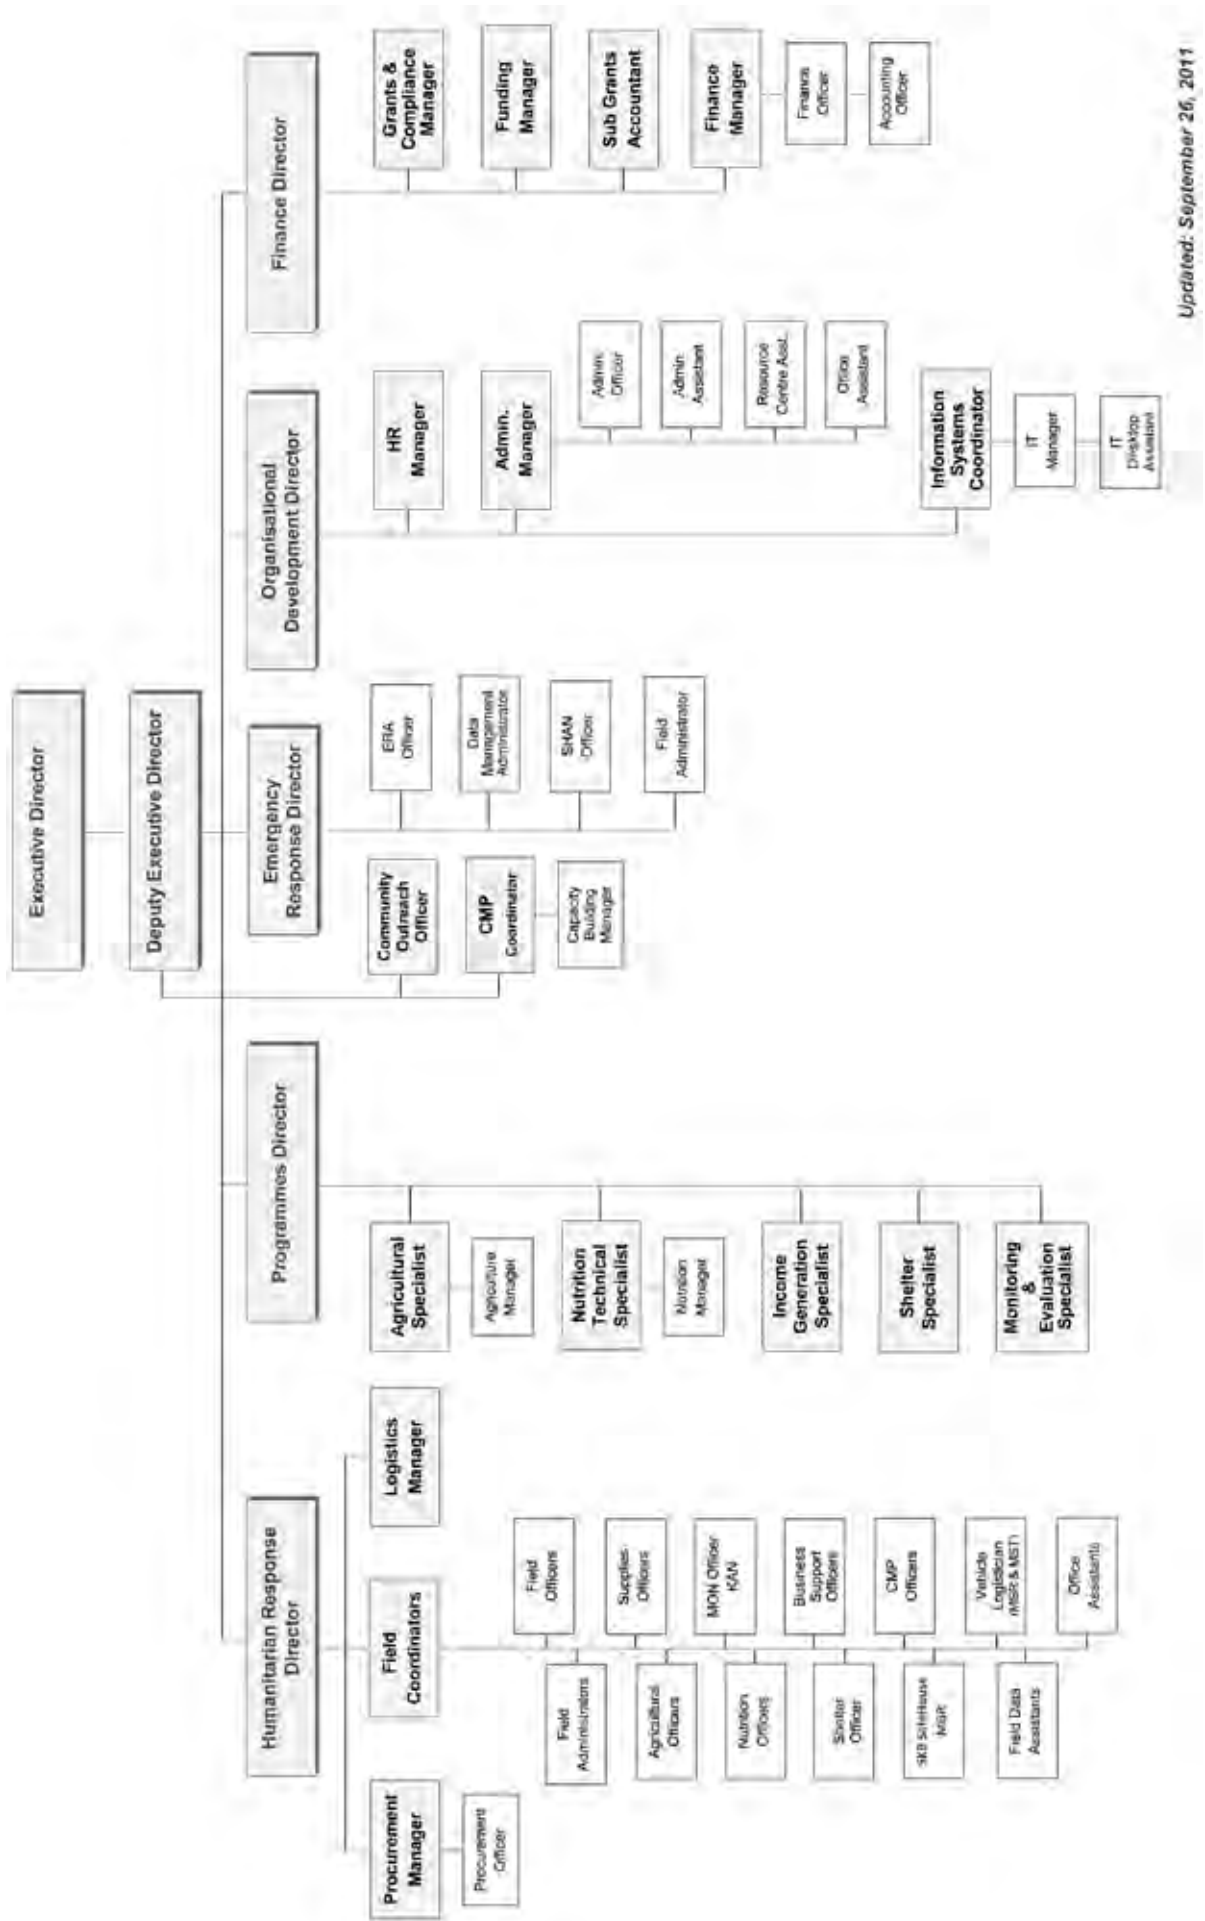 Executive Director
Deputy Executive Director
Humanitarian Response
Director
Programmes Director
Emergency
Response Director
Organisational
Development Director
Finance Director
Procurement
Manager
Procurement
Officer
Field
Coordinators
Logistics
Manager
Field
Administrators
Field
Officers
Agricultural
Officers
Supplies
Officers
Nutrition
Officers
MON Officer
KAN
Shelter
Officer
Business
Support
Officers
SKB SafeHouse
MSR
CMP
Officers
Field Data
Assistants
Vehicle
Logistician
(MSR & MST)
Office
Assistants
Agricultural
Specialist
Agriculture
Manager
Nutrition
Technical
Specialist
Nutrition
Manager
Income
Generation
Specialist
Shelter
Specialist
Monitoring
&
Evaluation
Specialist
Community
Outreach
Officer
CMP
Coordinator
Capacity
Building
Manager
ERA
Officer
Data
Management
Administrator
SHAN
Officer
Field
Administrator
HR
Manager
Admin.
Manager
Admin.
Officer
Admin.
Assistant
Resource
Centre Asst.
Office
Assistant
Information
Systems
Coordinator
IT
Manager
IT
Desktop
Assistant
Grants &
Compliance
Manager
Funding
Manager
Sub Grants
Accountant
Finance
Manager
Finance
Officer
Accounting
Officer
Updated: September 26, 2011